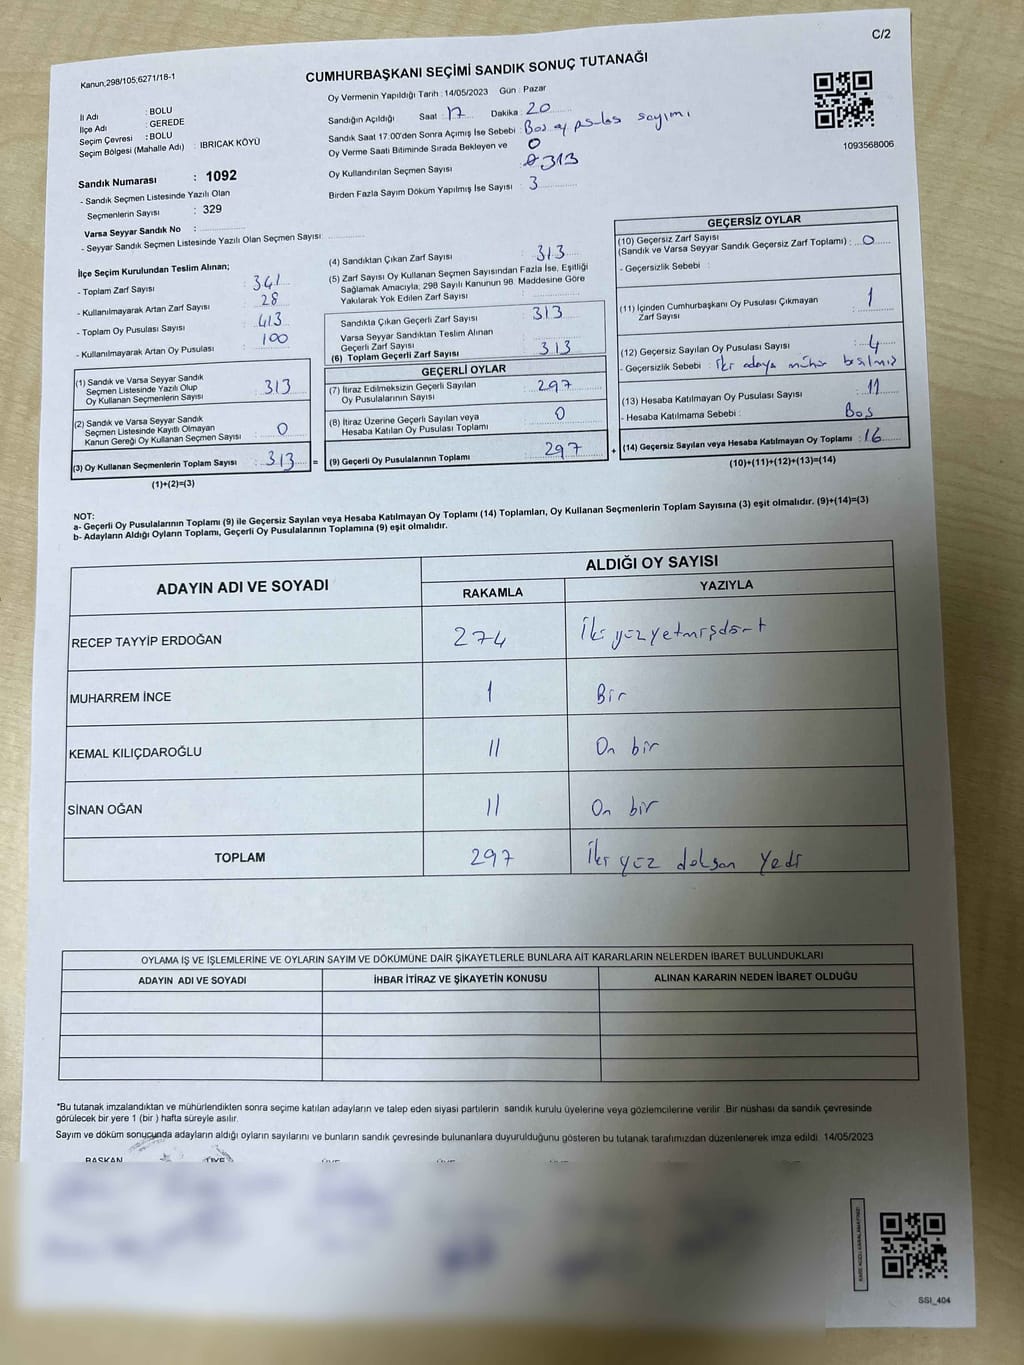 C/2
Kanun,298/105;6271/18-1
CUMHURBAŞKANI SEÇİMİ SANDIK SONUÇ TUTANAĞI
Oy Vermenin Yapıldığı Tarih : 14/05/2023 Gün : Pazar
İl Adı : BOLU
İlçe Adı : GEREDE
Seçim Çevresi : BOLU
Seçim Bölgesi (Mahalle Adı) : IBRICAK KÖYÜ
Sandığın Açıldığı Saat : 17 Dakika : 20
Sandık Saat 17:00'den Sonra Açımış İse Sebebi : Boş oy pusulası sayımı
Oy Verme Saati Bitiminde Sırada Bekleyen ve 0
Oy Kullandırılan Seçmen Sayısı : 313
Birden Fazla Sayım Döküm Yapılmış İse Sayısı : 3
1093568006
Sandık Numarası : 1092
- Sandık Seçmen Listesinde Yazılı Olan
Seçmenlerin Sayısı : 329
Varsa Seyyar Sandık No :
- Seyyar Sandık Seçmen Listesinde Yazılı Olan Seçmen Sayısı:
İlçe Seçim Kurulundan Teslim Alınan;
- Toplam Zarf Sayısı : 341
- Kullanılmayarak Artan Zarf Sayısı : 28
- Toplam Oy Pusulası Sayısı : 413
- Kullanılmayarak Artan Oy Pusulası : 100
(1) Sandık ve Varsa Seyyar Sandık
Seçmen Listesinde Yazılı Olup
Oy Kullanan Seçmenlerin Sayısı : 313
(2) Sandık ve Varsa Seyyar Sandık
Seçmen Listesinde Kayıtlı Olmayan
Kanun Gereği Oy Kullanan Seçmen Sayısı : 0
(3) Oy Kullanan Seçmenlerin Toplam Sayısı : 313 =
(1)+(2)=(3)
(4) Sandıktan Çıkan Zarf Sayısı : 313
(5) Zarf Sayısı Oy Kullanan Seçmen Sayısından Fazla İse, Eşitliği
Sağlamak Amacıyla, 298 Sayılı Kanunun 98. Maddesine Göre
Yakılarak Yok Edilen Zarf Sayısı :
Sandıkta Çıkan Geçerli Zarf Sayısı : 313
Varsa Seyyar Sandıktan Teslim Alınan
Geçerli Zarf Sayısı :
(6) Toplam Geçerli Zarf Sayısı : 313
GEÇERLİ OYLAR
(7) İtiraz Edilmeksizin Geçerli Sayılan
Oy Pusulalarının Sayısı : 297
(8) İtiraz Üzerine Geçerli Sayılan veya
Hesaba Katılan Oy Pusulası Toplamı : 0
(9) Geçerli Oy Pusulalarının Toplamı : 297 +
GEÇERSİZ OYLAR
(10) Geçersiz Zarf Sayısı
(Sandık ve Varsa Seyyar Sandık Geçersiz Zarf Toplamı) : 0
- Geçersizlik Sebebi :
(11) İçinden Cumhurbaşkanı Oy Pusulası Çıkmayan
Zarf Sayısı : 1
(12) Geçersiz Sayılan Oy Pusulası Sayısı : 4
- Geçersizlik Sebebi : İki adaya mühür basılmış
(13) Hesaba Katılmayan Oy Pusulası Sayısı : 11
- Hesaba Katılmama Sebebi : Boş
(14) Geçersiz Sayılan veya Hesaba Katılmayan Oy Toplamı : 16
(10)+(11)+(12)+(13)=(14)
NOT:
a- Geçerli Oy Pusulalarının Toplamı (9) ile Geçersiz Sayılan veya Hesaba Katılmayan Oy Toplamı (14) Toplamları, Oy Kullanan Seçmenlerin Toplam Sayısına (3) eşit olmalıdır. (9)+(14)=(3)
b- Adayların Aldığı Oyların Toplamı, Geçerli Oy Pusulalarının Toplamına (9) eşit olmalıdır.
ADAYIN ADI VE SOYADI ALDIĞI OY SAYISI
RAKAMLA YAZIYLA
RECEP TAYYİP ERDOĞAN 274 İki yüz yetmişdört
MUHARREM İNCE 1 Bir
KEMAL KILIÇDAROĞLU 11 On bir
SİNAN OĞAN 11 On bir
TOPLAM 297 İki yüz doksan yedi
OYLAMA İŞ VE İŞLEMLERİNE VE OYLARIN SAYIM VE DÖKÜMÜNE DAİR ŞİKAYETLERLE BUNLARA AİT KARARLARIN NELERDEN İBARET BULUNDUKLARI
ADAYIN ADI VE SOYADI İHBAR İTİRAZ VE ŞİKAYETİN KONUSU ALINAN KARARIN NEDEN İBARET OLDUĞU
*Bu tutanak imzalandıktan ve mühürlendikten sonra seçime katılan adayların ve talep eden siyasi partilerin sandık kurulu üyelerine veya gözlemcilerine verilir. Bir nüshası da sandık çevresinde
görülecek bir yere 1 (bir ) hafta süreyle asılır.
Sayım ve döküm sonucunda adayların aldığı oyların sayılarını ve bunların sandık çevresinde bulunanlara duyurulduğunu gösteren bu tutanak tarafımızdan düzenlenerek imza edildi. 14/05/2023
BAŞKAN ÜYE
SSI_404